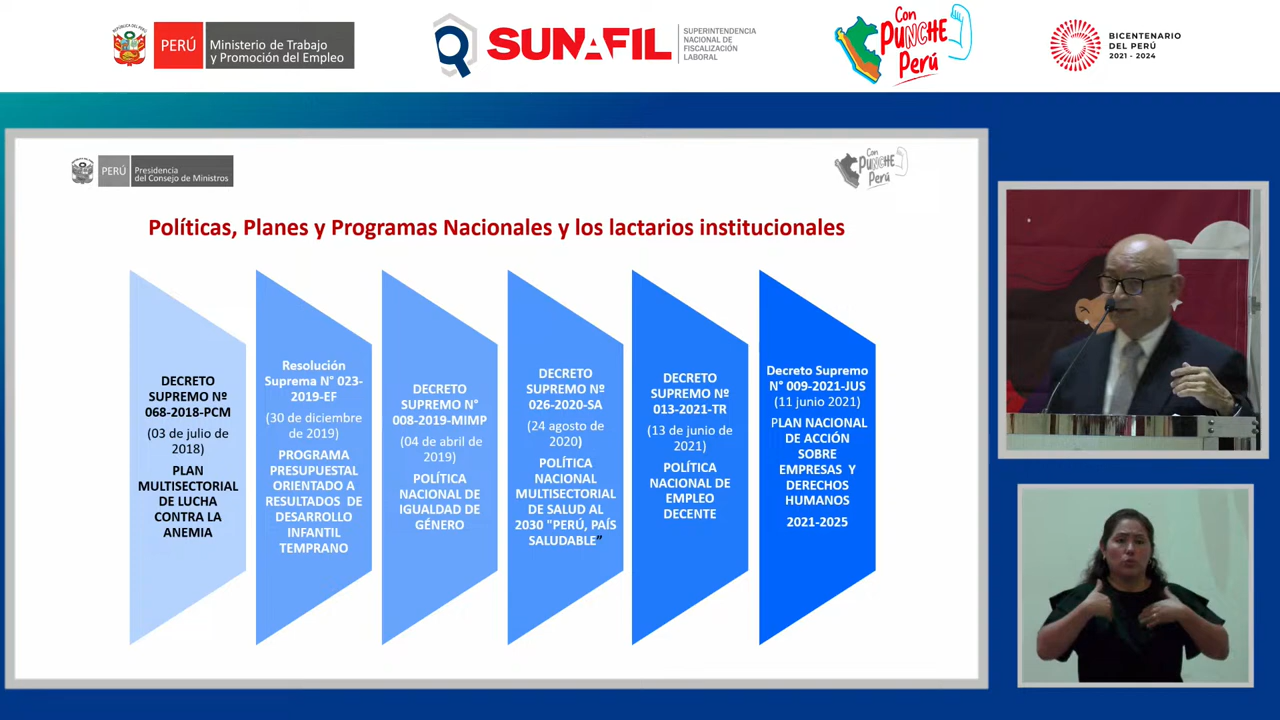 PERÚ
Ministerio de Trabajo
y Promoción del Empleo
SUNAFIL
SUPERINTENDENCIA
NACIONAL DE
FISCALIZACIÓN
LABORAL
Con
PUNCHE
Perú
BICENTENARIO
DEL PERÚ
2021 - 2024
PERÚ
Presidencia
del Consejo de Ministros
Con
PUNCHE
Perú
Políticas, Planes y Programas Nacionales y los lactarios institucionales
DECRETO
SUPREMO Nº
068-2018-PCM
(03 de julio de
2018)
PLAN
MULTISECTORIAL
DE LUCHA
CONTRA LA
ANEMIA
Resolución
Suprema N° 023-
2019-EF
(30 de diciembre
de 2019)
PROGRAMA
PRESUPUESTAL
ORIENTADO A
RESULTADOS DE
DESARROLLO
INFANTIL
TEMPRANO
DECRETO
SUPREMO N°
008-2019-MIMP
(04 de abril de
2019)
POLÍTICA
NACIONAL DE
IGUALDAD DE
GÉNERO
DECRETO
SUPREMO Nº
026-2020-SA
(24 agosto de
2020)
POLÍTICA
NACIONAL
MULTISECTORIAL
DE SALUD AL
2030 "PERÚ, PAÍS
SALUDABLE”
DECRETO
SUPREMO Nº
013-2021-TR
(13 de junio de
2021)
POLÍTICA
NACIONAL DE
EMPLEO
DECENTE
Decreto Supremo
N° 009-2021-JUS
(11 junio 2021)
PLAN NACIONAL
DE ACCIÓN
SOBRE
EMPRESAS Y
DERECHOS
HUMANOS
2021-2025